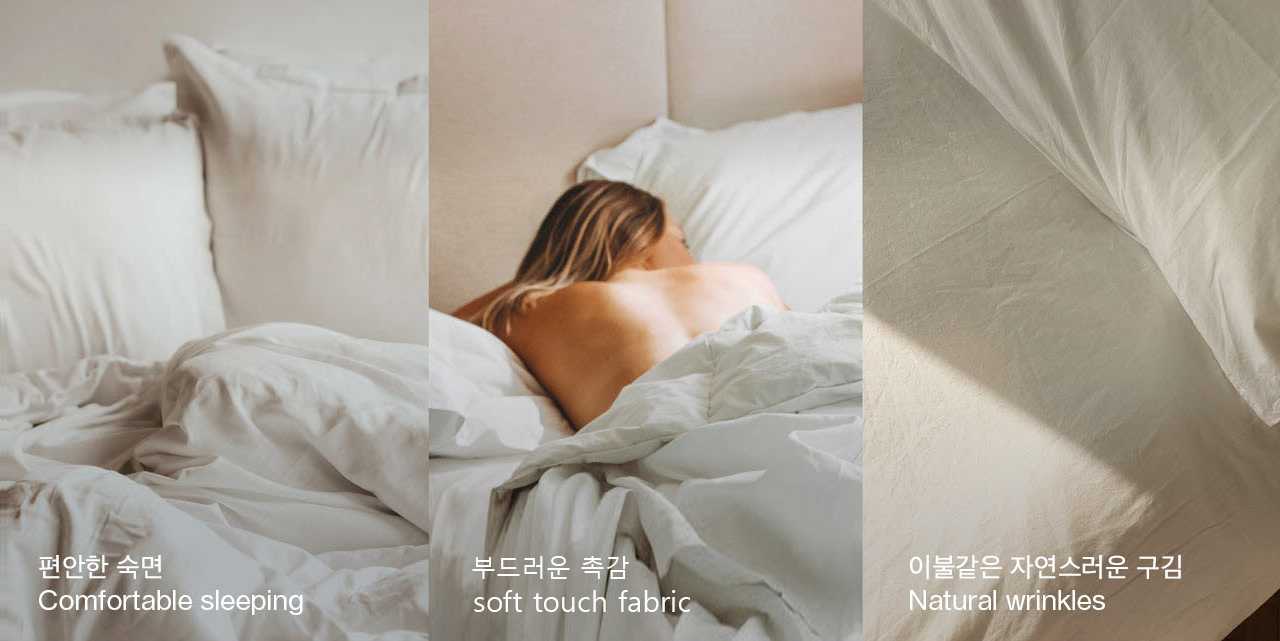 편안한 숙면
Comfortable sleeping
부드러운 촉감
soft touch fabric
이불같은 자연스러운 구김
Natural wrinkles